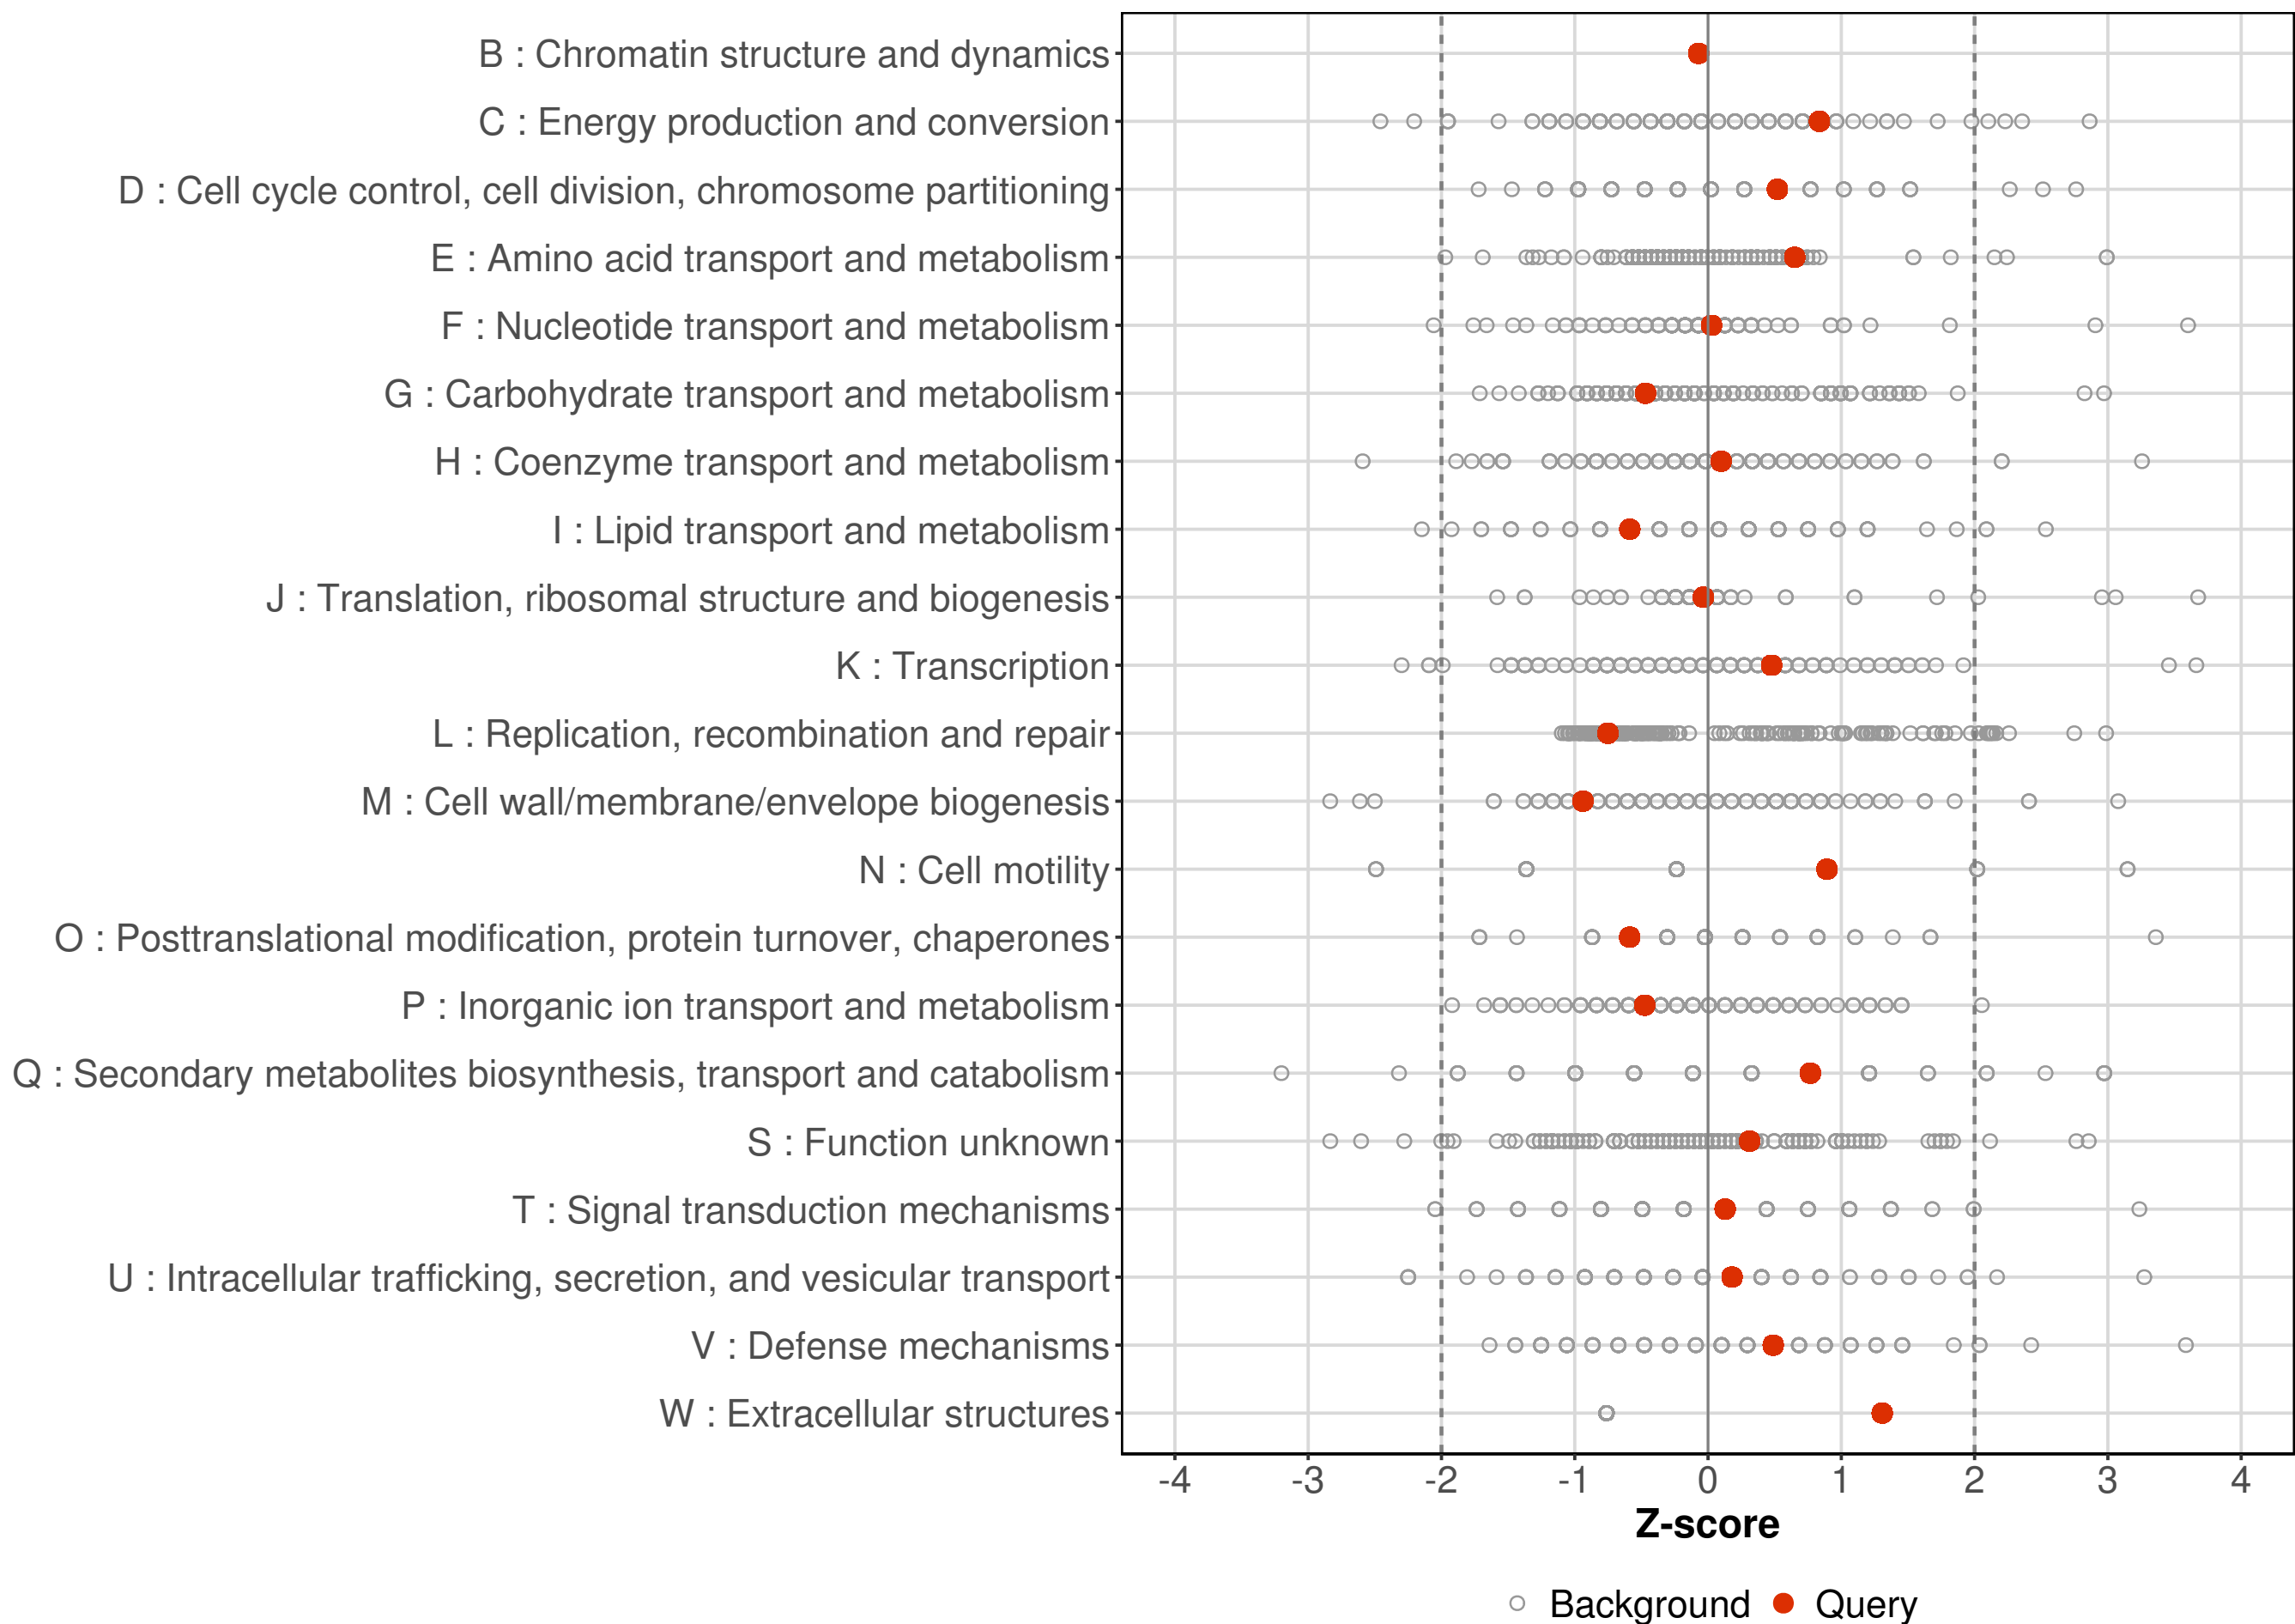 B : Chromatin structure and dynamics
C : Energy production and conversion
D : Cell cycle control, cell division, chromosome partitioning
E : Amino acid transport and metabolism
F : Nucleotide transport and metabolism
G : Carbohydrate transport and metabolism
H : Coenzyme transport and metabolism
I : Lipid transport and metabolism
J : Translation, ribosomal structure and biogenesis
K : Transcription
L : Replication, recombination and repair
M : Cell wall/membrane/envelope biogenesis
N : Cell motility
O : Posttranslational modification, protein turnover, chaperones
P : Inorganic ion transport and metabolism
Q : Secondary metabolites biosynthesis, transport and catabolism
S : Function unknown
T : Signal transduction mechanisms
U : Intracellular trafficking, secretion, and vesicular transport
V : Defense mechanisms
W : Extracellular structures
-4 -3 -2 -1 0 1 2 3 4
Z-score
Background Query